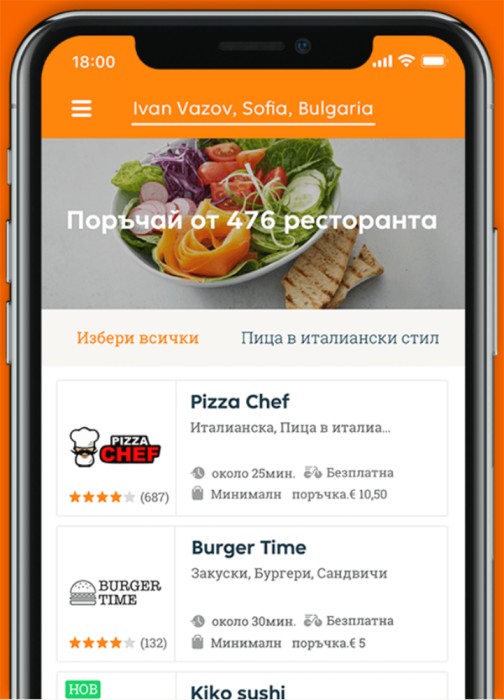 18:00
Ivan Vazov, Sofia, Bulgaria
Поръчай от 476 ресторанта
Избери всички
Пица в италиански стил
PIZZA
CHEF
(687)
Pizza Chef
Италианска, Пица в италиа...
около 25мин. Безплатна
Минималн поръчка.€ 10,50
BURGER
TIME
(132)
Burger Time
Закуски, Бургери, Сандвичи
около 30мин. Безплатна
Минималн поръчка.€ 5
НОВ
Kiko sushi